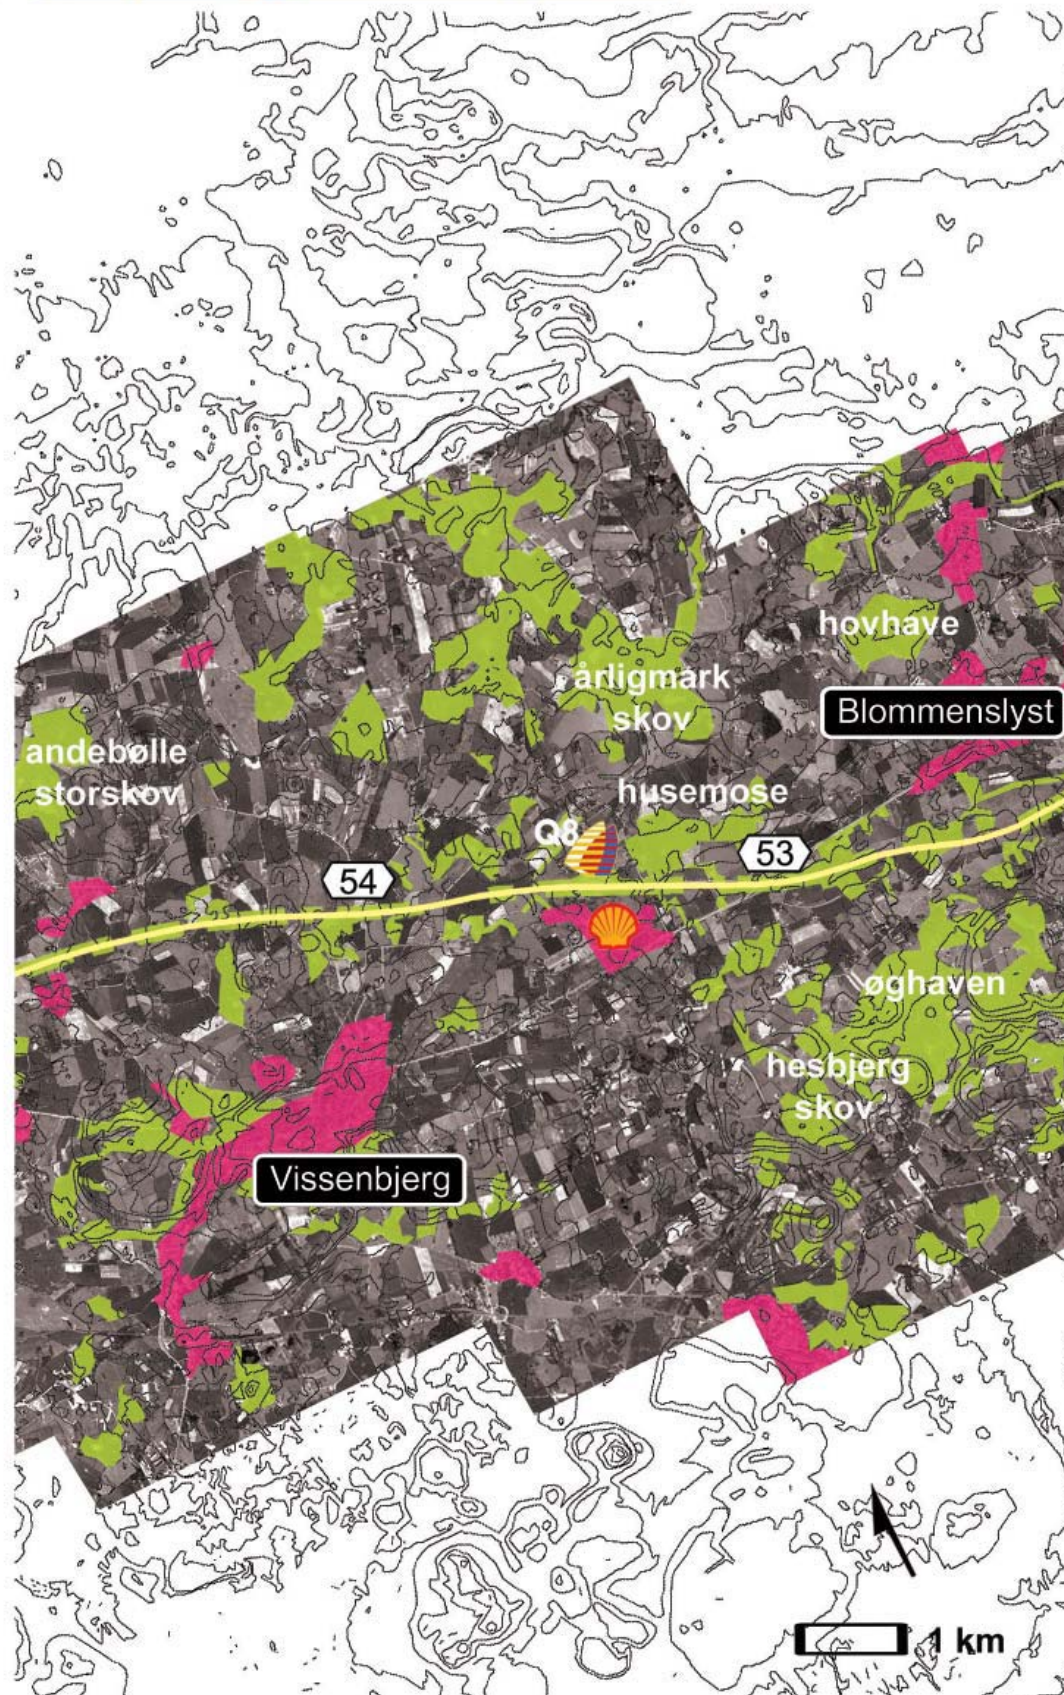 hovhave
årligmark
skov
Blommenslyst
andebølle
storskov
husemose
Q8
53
54
øghaven
hesbjerg
skov
Vissenbjerg
1 km